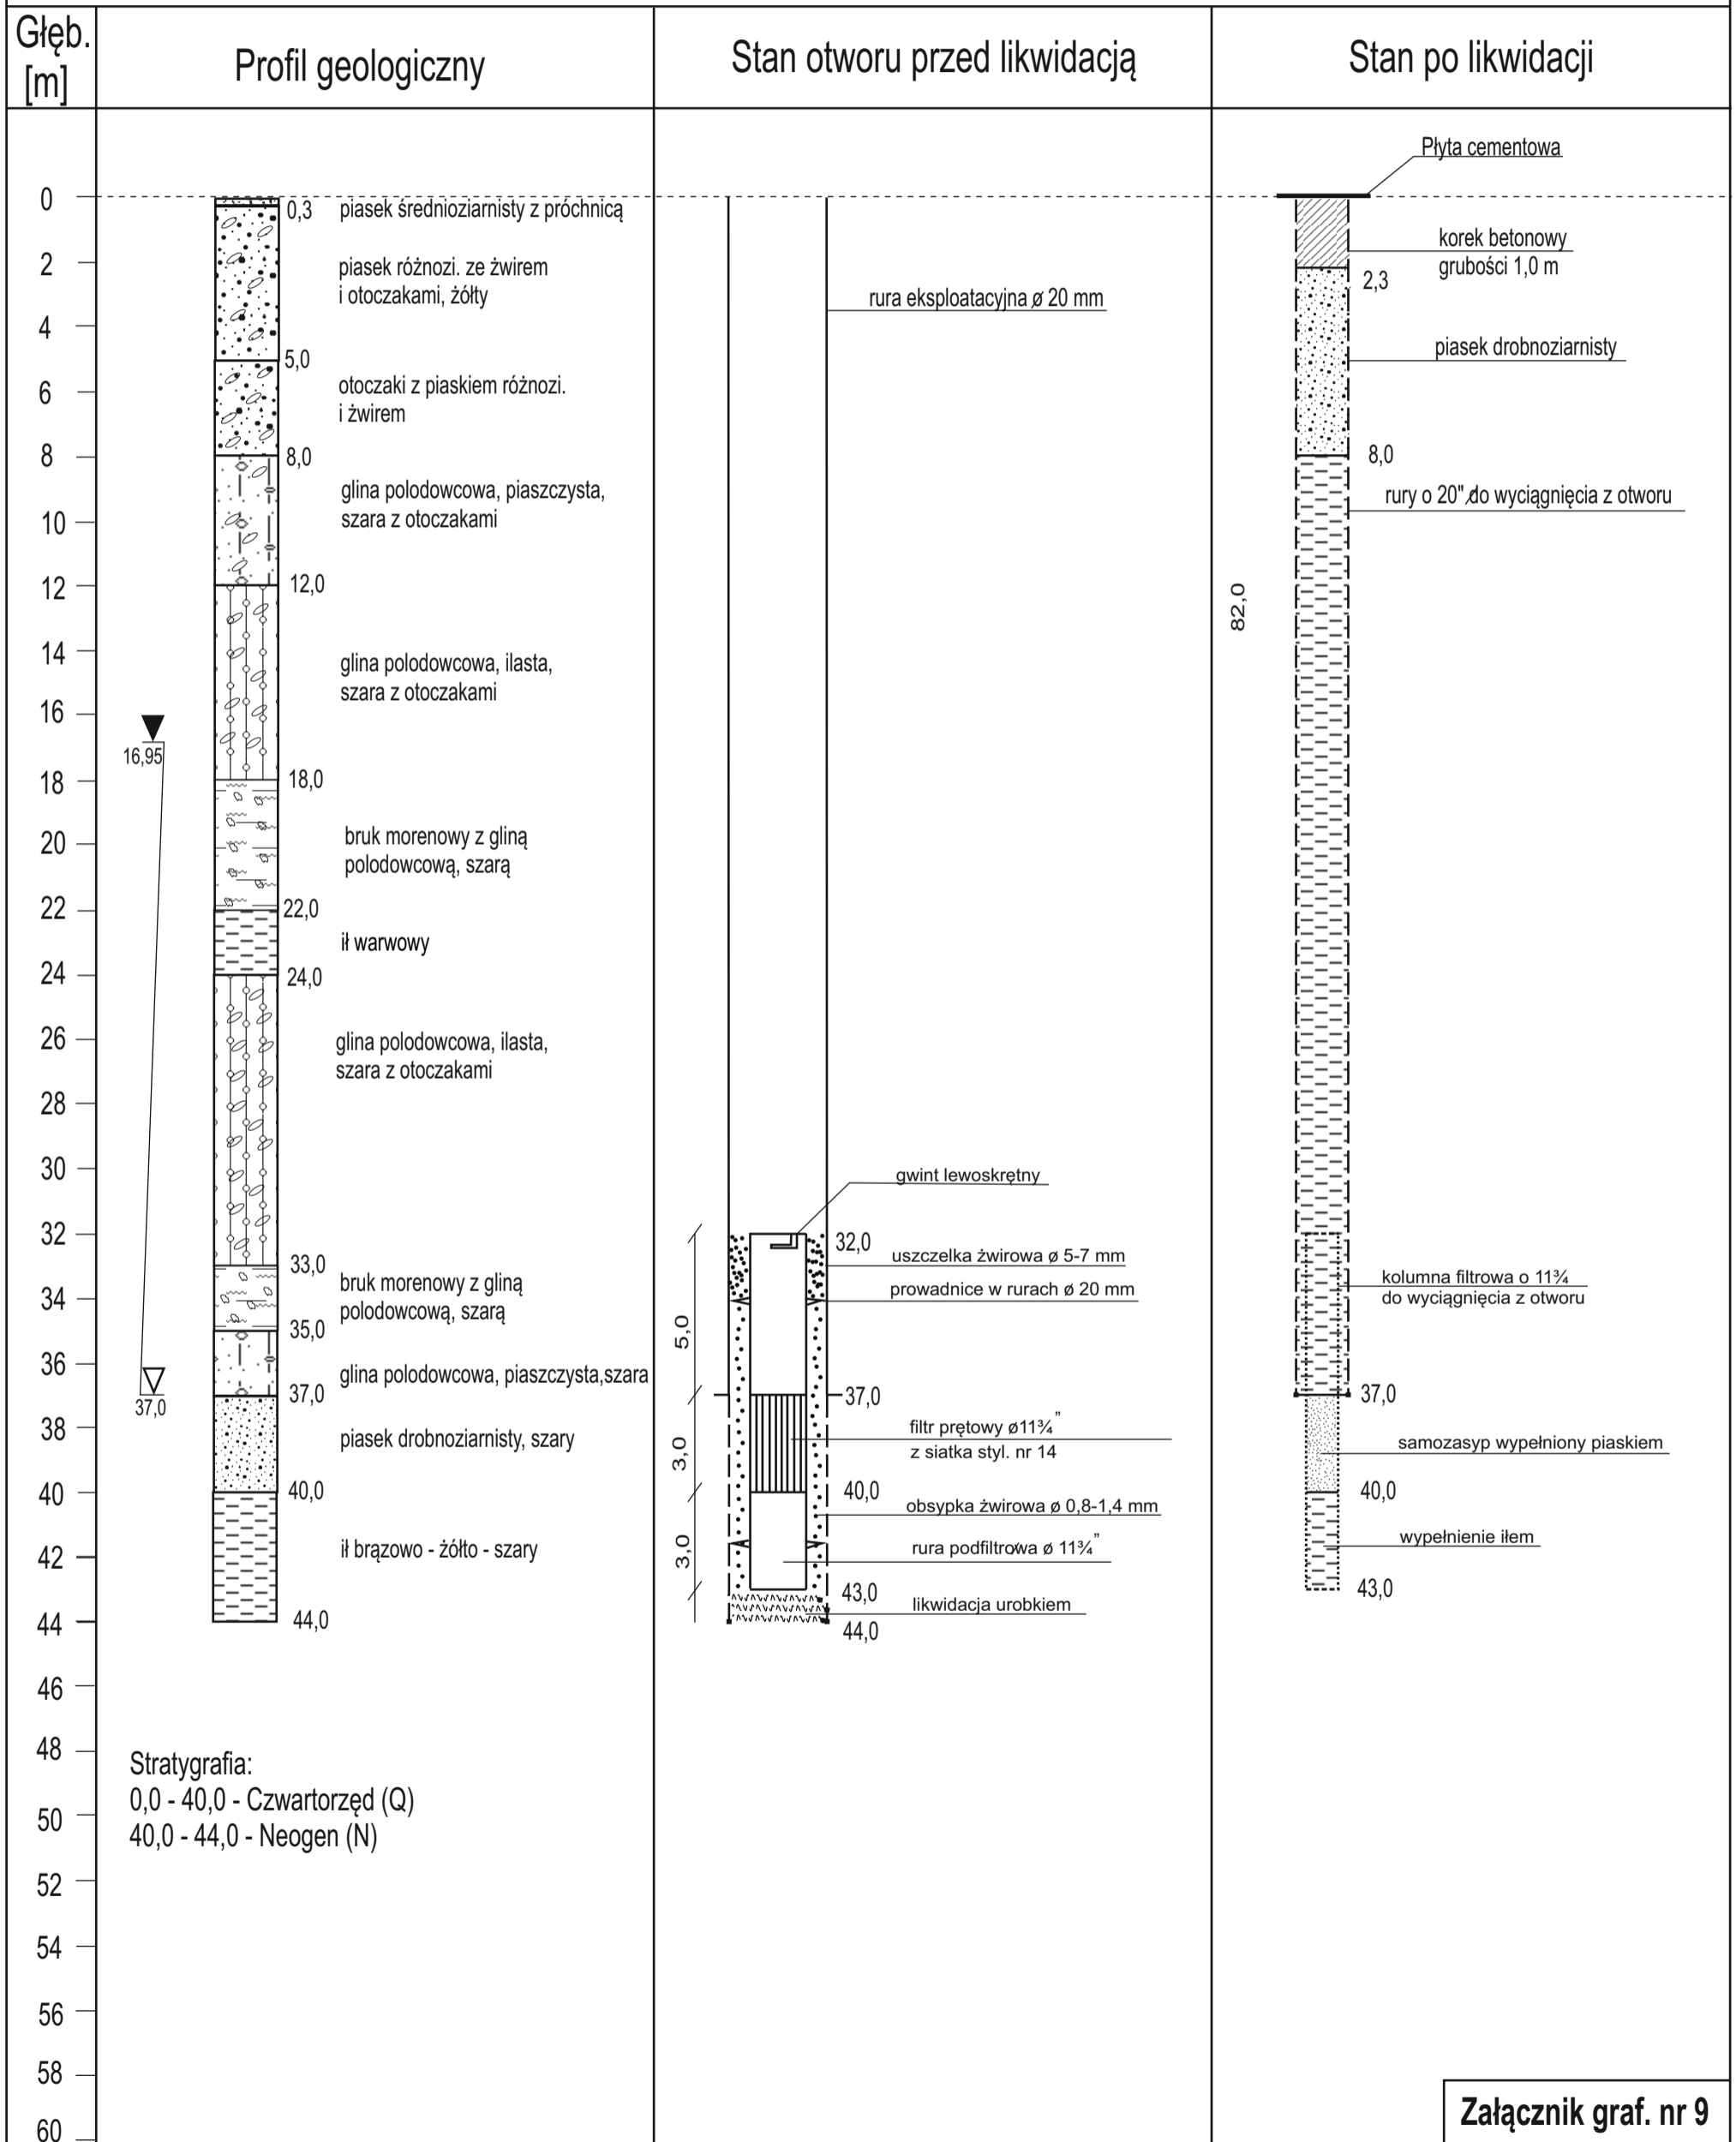 Głęb.
[m]
Profil geologiczny
Stan otworu przed likwidacją
Stan po likwidacji
0
2
4
6
8
10
12
14
16
18
20
22
24
26
28
30
32
34
36
38
40
42
44
46
48
50
52
54
56
58
60
16,95
37,0
0,3
piasek średnioziarnisty z próchnicą
piasek różnozi. ze żwirem
i otoczakami, żółty
5,0
otoczaki z piaskiem różnozi.
i żwirem
8,0
glina polodowcowa, piaszczysta,
szara z otoczakami
12,0
glina polodowcowa, ilasta,
szara z otoczakami
18,0
bruk morenowy z gliną
polodowcową, szarą
22,0
ił warwowy
24,0
glina polodowcowa, ilasta,
szara z otoczakami
33,0
bruk morenowy z gliną
polodowcową, szarą
35,0
glina polodowcowa, piaszczysta,szara
37,0
piasek drobnoziarnisty, szary
40,0
ił brązowo - żółto - szary
44,0
Stratygrafia:
0,0 - 40,0 - Czwartorzęd (Q)
40,0 - 44,0 - Neogen (N)
rura eksploatacyjna ø 20 mm
gwint lewoskrętny
32,0
uszczelka żwirowa ø 5-7 mm
prowadnice w rurach ø 20 mm
5,0
37,0
filtr prętowy ø11¾”
z siatka styl. nr 14
3,0
40,0
obsypka żwirowa ø 0,8-1,4 mm
rura podfiltrowa ø 11¾”
3,0
43,0
likwidacja urobkiem
44,0
Płyta cementowa
korek betonowy
grubości 1,0 m
2,3
piasek drobnoziarnisty
8,0
rury o 20" do wyciągnięcia z otworu
82,0
kolumna filtrowa o 11¾
do wyciągnięcia z otworu
37,0
samozasyp wypełniony piaskiem
40,0
wypełnienie iłem
43,0
Załącznik graf. nr 9